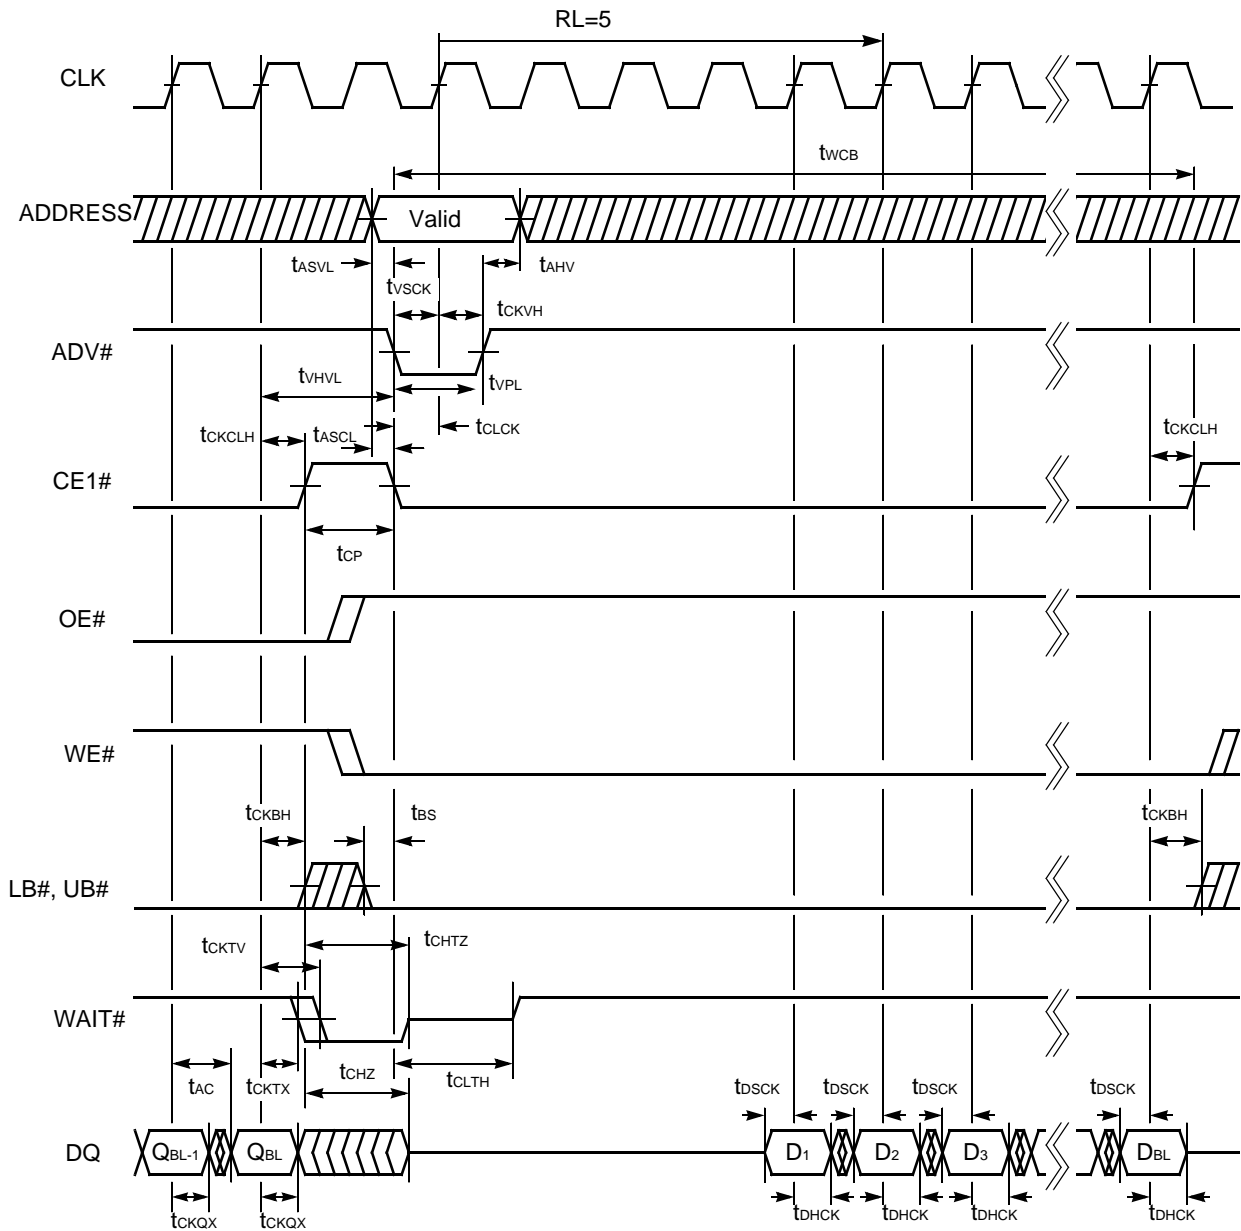 RL=5
CLK
tWCB
ADDRESS
Valid
tASVL
tAHV
tVSCK
tCKVH
ADV#
tVHVL
tVPL
tCKCLH
tASCL
tCLCK
tCKCLH
CE1#
tCP
OE#
WE#
tCKBH
tBS
tCKBH
LB#, UB#
tCKTV
tCHTZ
WAIT#
tAC
tCKTX
tCHZ
tCLTH
tDSCK
tDSCK
tDSCK
tDSCK
DQ
QBL-1
QBL
D1
D2
D3
DBL
tCKQX
tCKQX
tDHCK
tDHCK
tDHCK
tDHCK